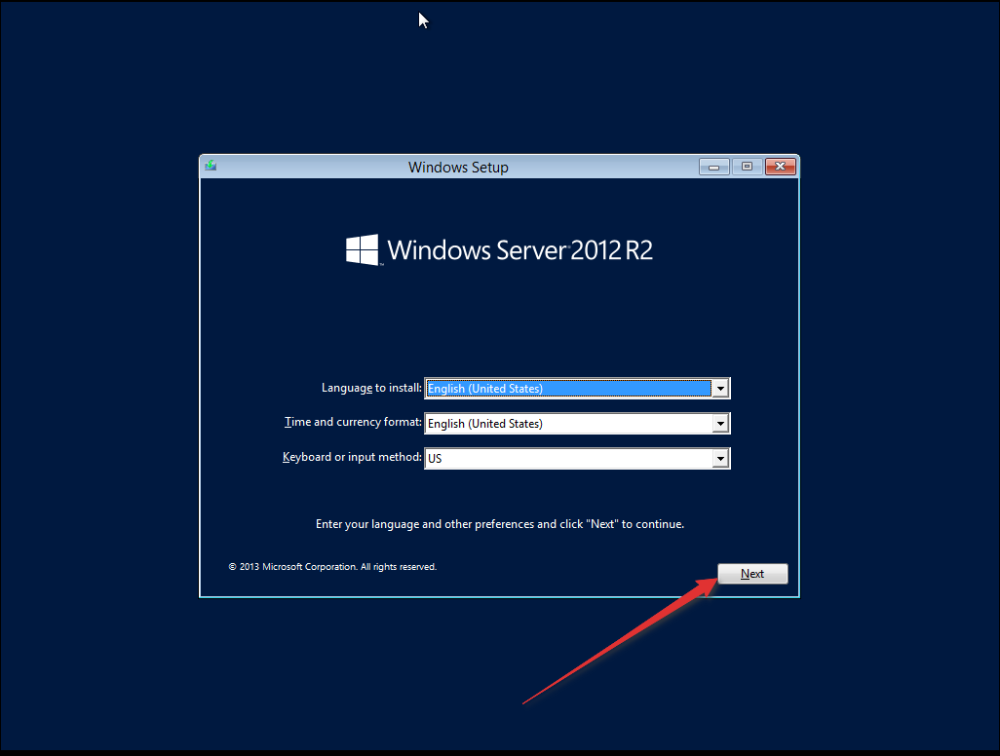 Windows Setup
Windows Server 2012 R2
Language to install: English (United States)
Time and currency format: English (United States)
Keyboard or input method: US
Enter your language and other preferences and click "Next" to continue.
© 2013 Microsoft Corporation. All rights reserved.
Next